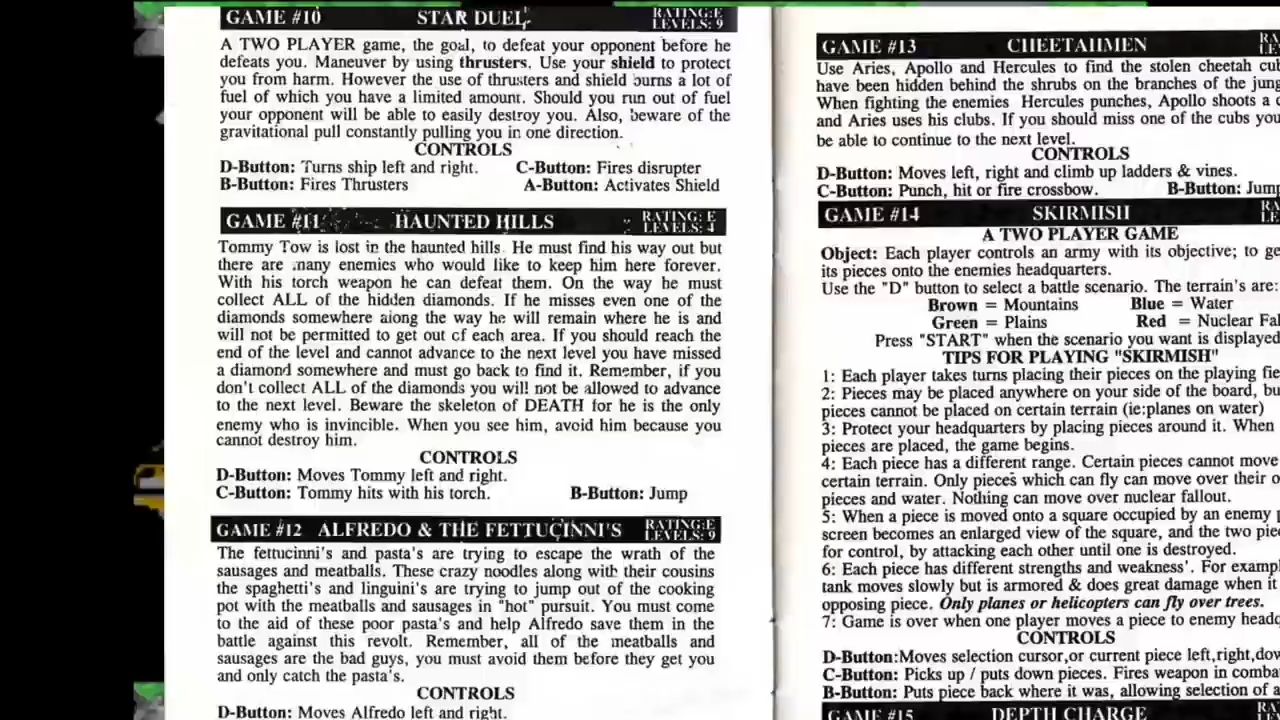 GAME #10 STAR DUEL RATING:E
LEVELS: 9
A TWO PLAYER game, the goal, to defeat your opponent before he
defeats you. Maneuver by using thrusters. Use your shield to protect
you from harm. However the use of thrusters and shield burns a lot of
fuel of which you have a limited amount. Should you run out of fuel
your opponent will be able to easily destroy you. Also, beware of the
gravitational pull constantly pulling you in one direction.
CONTROLS
D-Button: Turns ship left and right. C-Button: Fires disrupter
B-Button: Fires Thrusters A-Button: Activates Shield
GAME #11 HAUNTED HILLS RATING: E
LEVELS: 4
Tommy Tow is lost in the haunted hills. He must find his way out but
there are many enemies who would like to keep him here forever.
With his torch weapon he can defeat them. On the way he must
collect ALL of the hidden diamonds. If he misses even one of the
diamonds somewhere along the way he will remain where he is and
will not be permitted to get out of each area. If you should reach the
end of the level and cannot advance to the next level you have missed
a diamond somewhere and must go back to find it. Remember, if you
don't collect ALL of the diamonds you will not be allowed to advance
to the next level. Beware the skeleton of DEATH for he is the only
enemy who is invincible. When you see him, avoid him because you
cannot destroy him.
CONTROLS
D-Button: Moves Tommy left and right.
C-Button: Tommy hits with his torch. B-Button: Jump
GAME #12 ALFREDO & THE FETTUCINNI'S RATING:E
LEVELS: 9
The fettucinni's and pasta's are trying to escape the wrath of the
sausages and meatballs. These crazy noodles along with their cousins
the spaghetti's and linguini's are trying to jump out of the cooking
pot with the meatballs and sausages in "hot" pursuit. You must come
to the aid of these poor pasta's and help Alfredo save them in the
battle against this revolt. Remember, all of the meatballs and
sausages are the bad guys, you must avoid them before they get you
and only catch the pasta's.
CONTROLS
D-Button: Moves Alfredo left and right.
GAME #13 CHEETAHMEN RA
LE
Use Aries, Apollo and Hercules to find the stolen cheetah cub
have been hidden behind the shrubs on the branches of the jung
When fighting the enemies Hercules punches, Apollo shoots a c
and Aries uses his clubs. If you should miss one of the cubs you
be able to continue to the next level.
CONTROLS
D-Button: Moves left, right and climb up ladders & vines.
C-Button: Punch, hit or fire crossbow. B-Button: Jump
GAME #14 SKIRMISH RA
LE
A TWO PLAYER GAME
Object: Each player controls an army with its objective; to ge
its pieces onto the enemies headquarters.
Use the "D" button to select a battle scenario. The terrain's are:
Brown = Mountains Blue = Water
Green = Plains Red = Nuclear Fal
Press "START" when the scenario you want is displayed
TIPS FOR PLAYING "SKIRMISH"
1: Each player takes turns placing their pieces on the playing fie
2: Pieces may be placed anywhere on your side of the board, bu
pieces cannot be placed on certain terrain (ie:planes on water)
3: Protect your headquarters by placing pieces around it. When
pieces are placed, the game begins.
4: Each piece has a different range. Certain pieces cannot move
certain terrain. Only pieces which can fly can move over their o
pieces and water. Nothing can move over nuclear fallout.
5: When a piece is moved onto a square occupied by an enemy p
screen becomes an enlarged view of the square, and the two piec
for control, by attacking each other until one is destroyed.
6: Each piece has different strengths and weakness'. For exampl
tank moves slowly but is armored & does great damage when it
opposing piece. Only planes or helicopters can fly over trees.
7: Game is over when one player moves a piece to enemy headq
CONTROLS
D-Button:Moves selection cursor,or current piece left,right,dow
C-Button: Picks up / puts down pieces. Fires weapon in comba
B-Button: Puts piece back where it was, allowing selection of a
GAME #15 DEPTH CHARGE RA